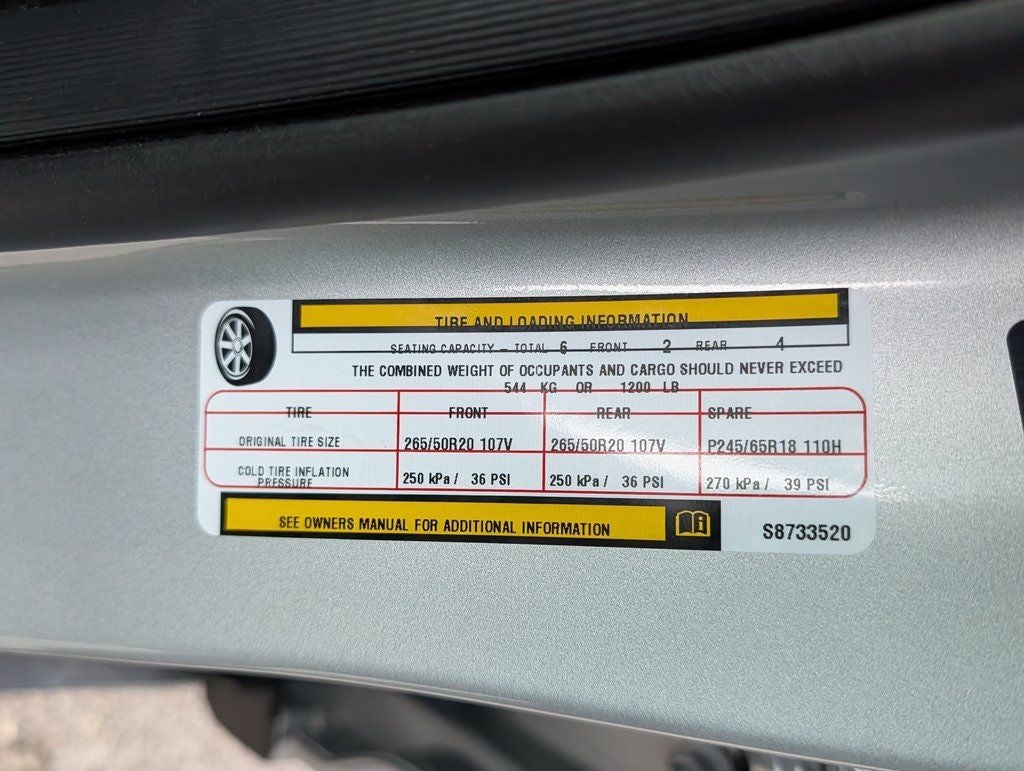 TIRE AND LOADING INFORMATION
SEATING CAPACITY - TOTAL 6 FRONT 2 REAR 4
THE COMBINED WEIGHT OF OCCUPANTS AND CARGO SHOULD NEVER EXCEED
544 KG OR 1200 LB
TIRE FRONT REAR SPARE
ORIGINAL TIRE SIZE 265/50R20 107V 265/50R20 107V P245/65R18 110H
COLD TIRE INFLATION
PRESSURE 250 kPa / 36 PSI 250 kPa / 36 PSI 270 kPa / 39 PSI
SEE OWNERS MANUAL FOR ADDITIONAL INFORMATION
S8733520